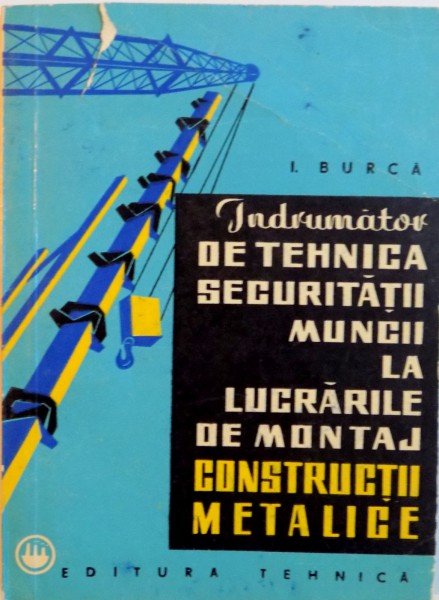 I. BURCĂ
Indrumător
DE TEHNICA
SECURITĂȚII
MUNCII
LA
LUCRĂRILE
DE MONTAJ
CONSTRUCȚII
METALICE
EDITURA TEHNICĂ